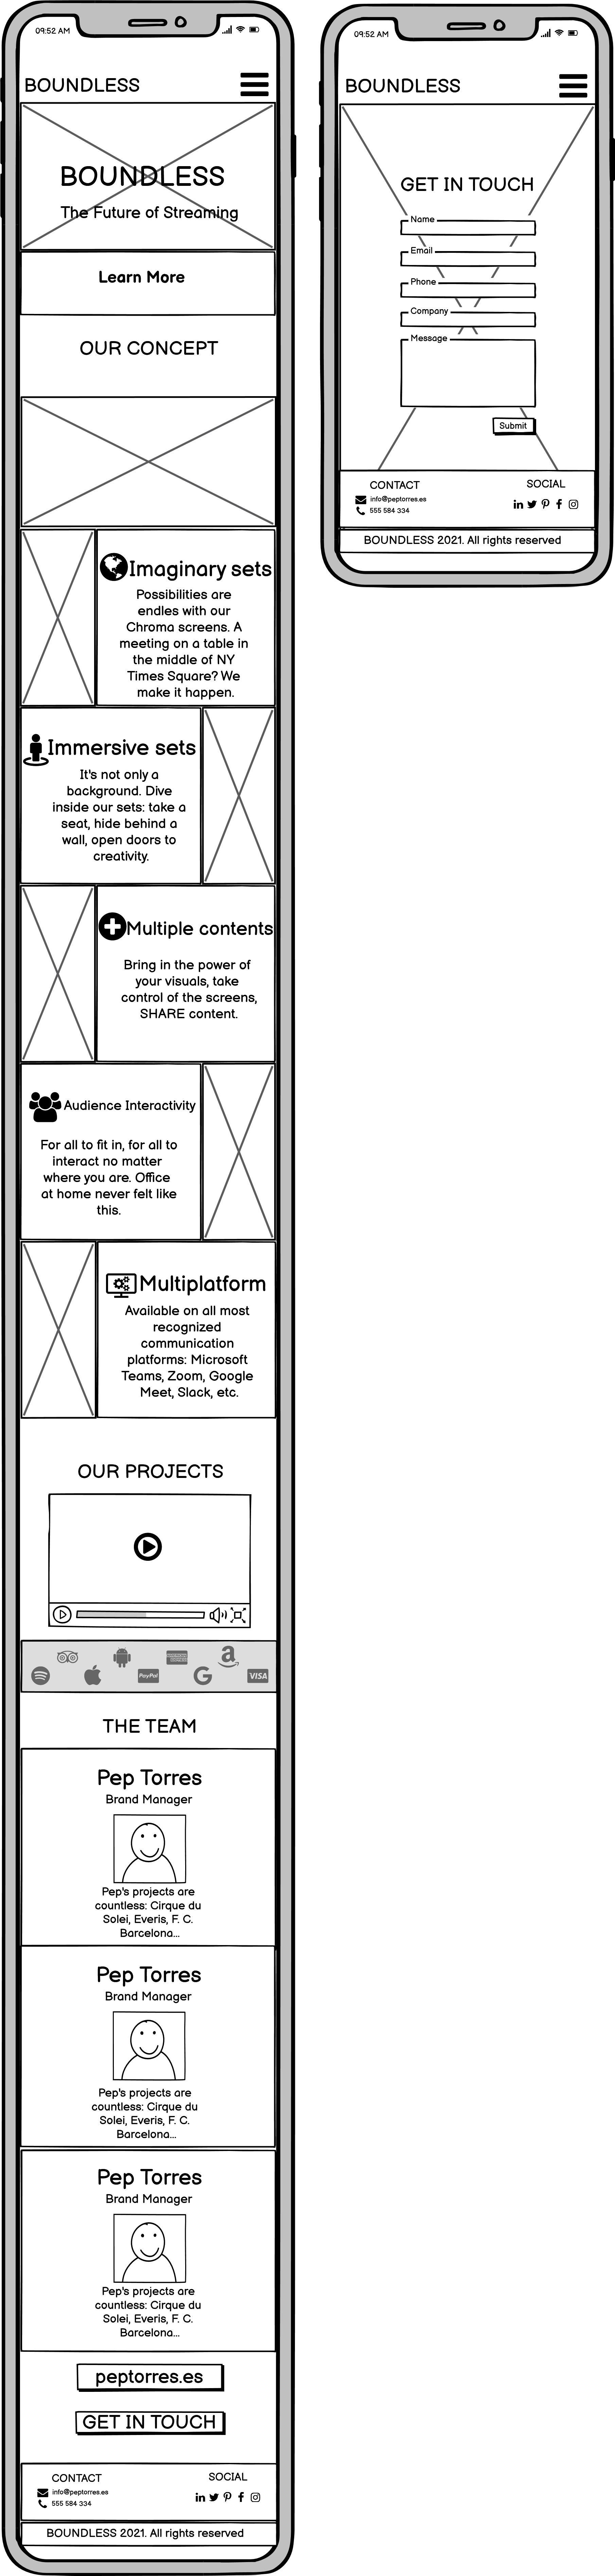 09:52 AM
BOUNDLESS
BOUNDLESS
The Future of Streaming
Learn More
OUR CONCEPT
Imaginary sets
Possibilities are
endles with our
Chroma screens. A
meeting on a table in
the middle of NY
Times Square? We
make it happen.
Immersive sets
It's not only a
background. Dive
inside our sets: take a
seat, hide behind a
wall, open doors to
creativity.
Multiple contents
Bring in the power of
your visuals, take
control of the screens,
SHARE content.
Audience Interactivity
For all to fit in, for all to
interact no matter
where you are. Office
at home never felt like
this.
Multiplatform
Available on all most
recognized
communication
platforms: Microsoft
Teams, Zoom, Google
Meet, Slack, etc.
OUR PROJECTS
PayPal
VISA
THE TEAM
Pep Torres
Brand Manager
Pep's projects are
countless: Cirque du
Solei, Everis, F. C.
Barcelona...
Pep Torres
Brand Manager
Pep's projects are
countless: Cirque du
Solei, Everis, F. C.
Barcelona...
Pep Torres
Brand Manager
Pep's projects are
countless: Cirque du
Solei, Everis, F. C.
Barcelona...
peptorres.es
GET IN TOUCH
CONTACT
info@peptorres.es
555 584 334
SOCIAL
BOUNDLESS 2021. All rights reserved
09:52 AM
BOUNDLESS
GET IN TOUCH
Name
Email
Phone
Company
Message
Submit
CONTACT
info@peptorres.es
555 584 334
SOCIAL
BOUNDLESS 2021. All rights reserved